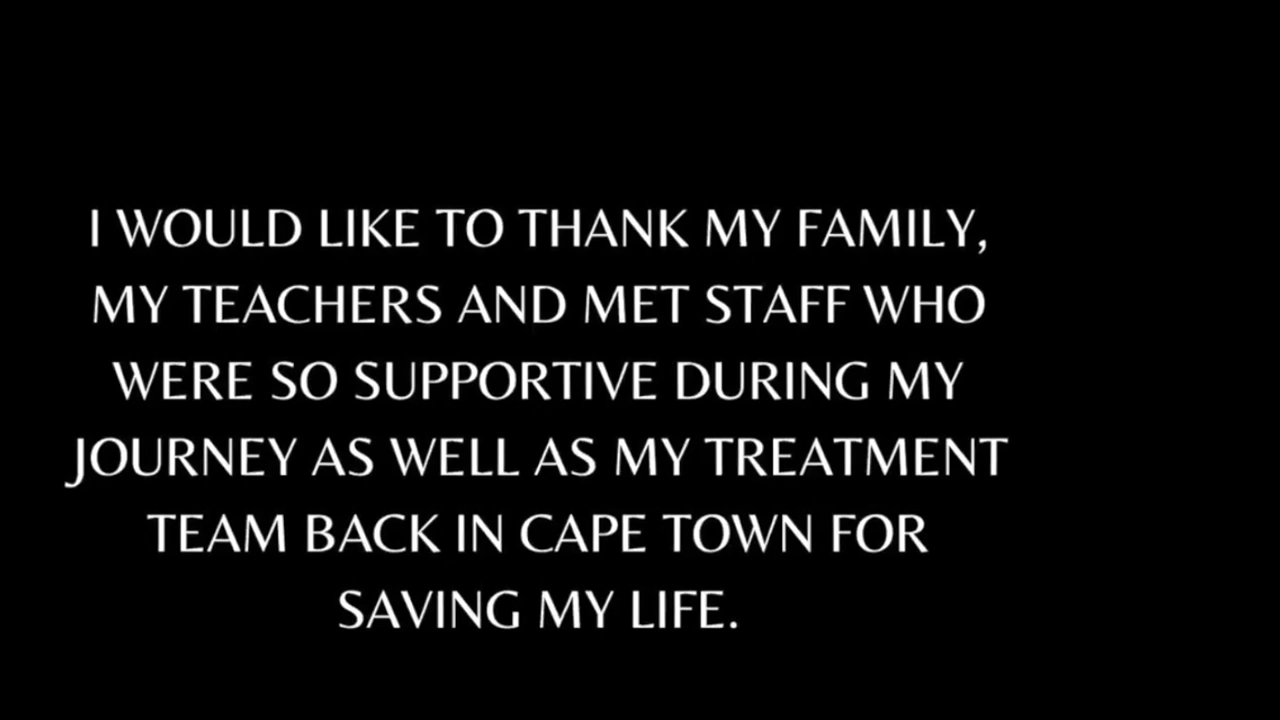 I WOULD LIKE TO THANK MY FAMILY,
MY TEACHERS AND MET STAFF WHO
WERE SO SUPPORTIVE DURING MY
JOURNEY AS WELL AS MY TREATMENT
TEAM BACK IN CAPE TOWN FOR
SAVING MY LIFE.